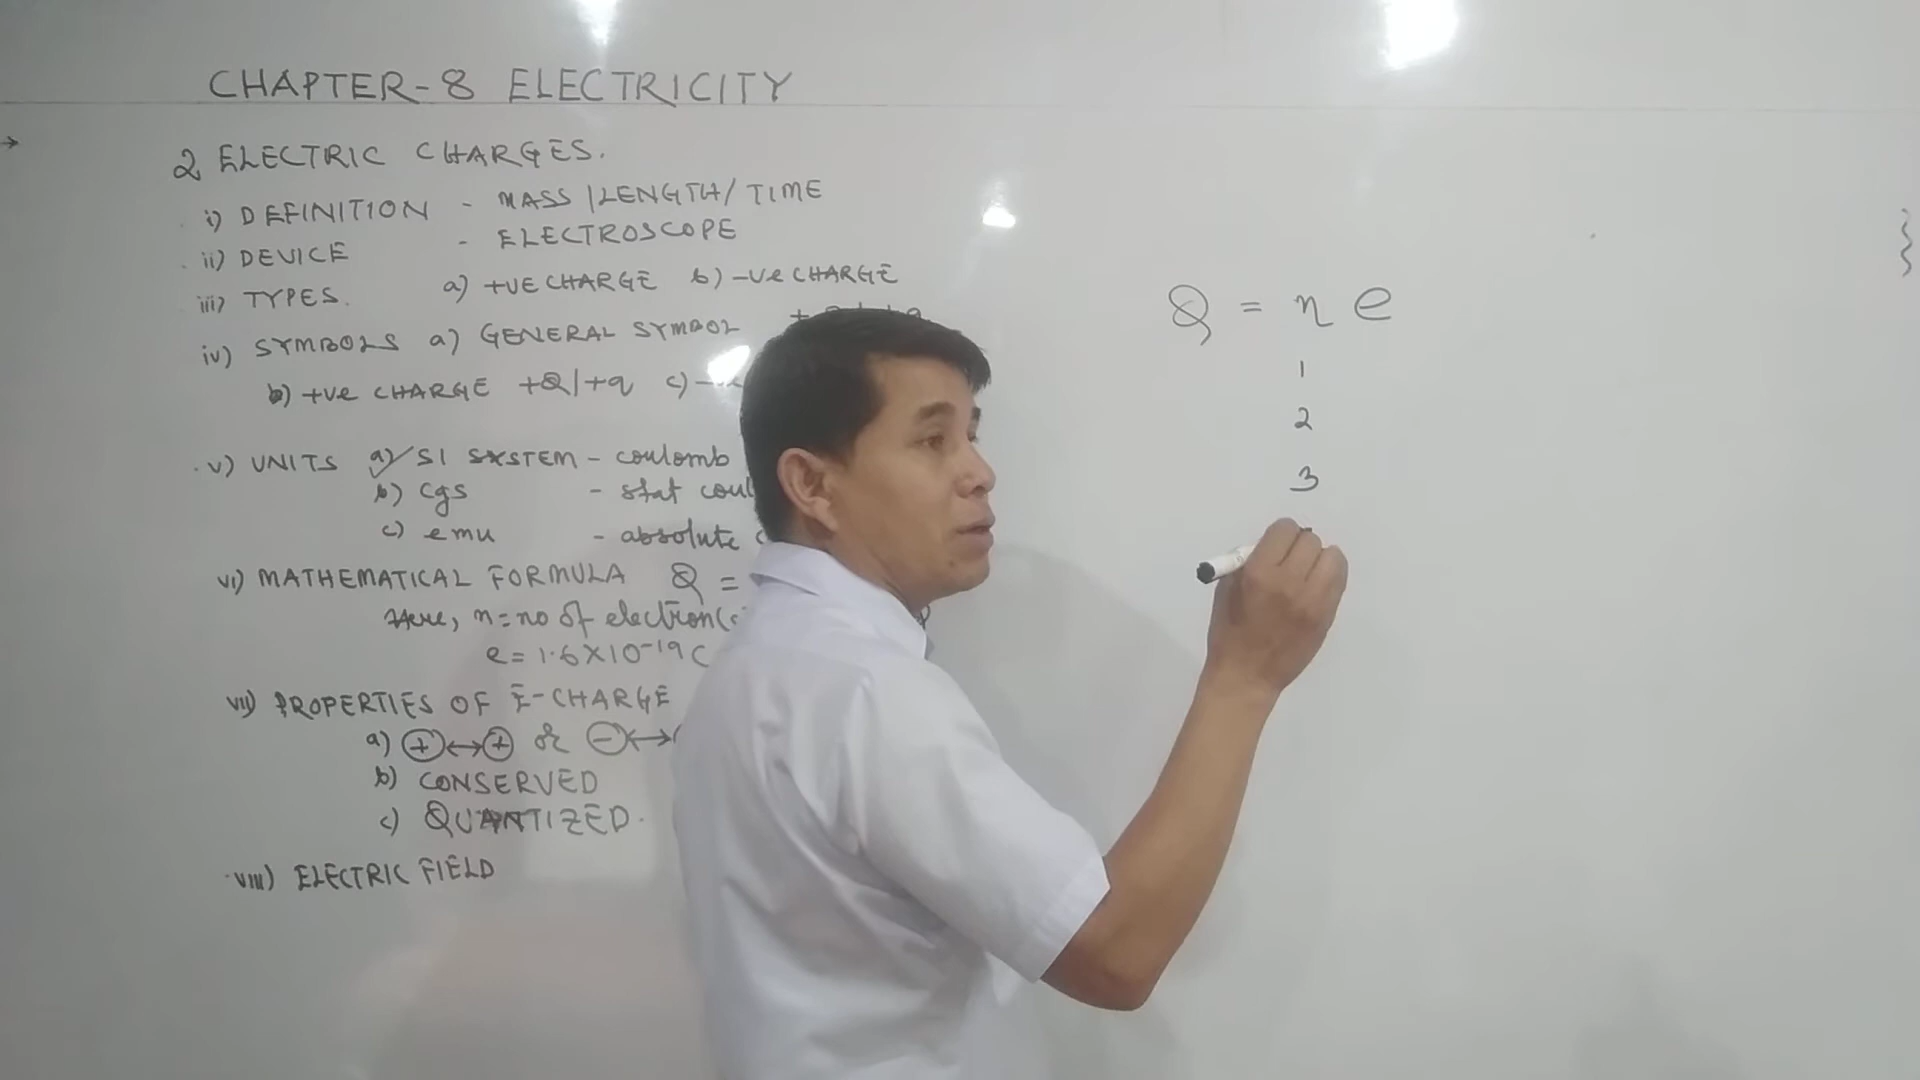 CHAPTER-8 ELECTRICITY
2 ELECTRIC CHARGES.
i) DEFINITION - MASS/LENGTH/TIME
ii) DEVICE - ELECTROSCOPE
iii) TYPES. a) +VE CHARGE b) -Ve CHARGE
iv) SYMBOLS a) GENERAL SYMBOL
b) +ve CHARGE +Q/+q c) -
v) UNITS a) SI SYSTEM - coulomb
b) cgs - stat
c) emu - absolute
vi) MATHEMATICAL FORMULA Q =
Here, n = no of electron(s
e = 1.6×10⁻¹⁹C
vii) PROPERTIES OF E-CHARGE
a) ⊕↔⊕ or ⊖↔
b) CONSERVED
c) QUANTIZED.
viii) ELECTRIC FIELD
Q = n e
1
2
3